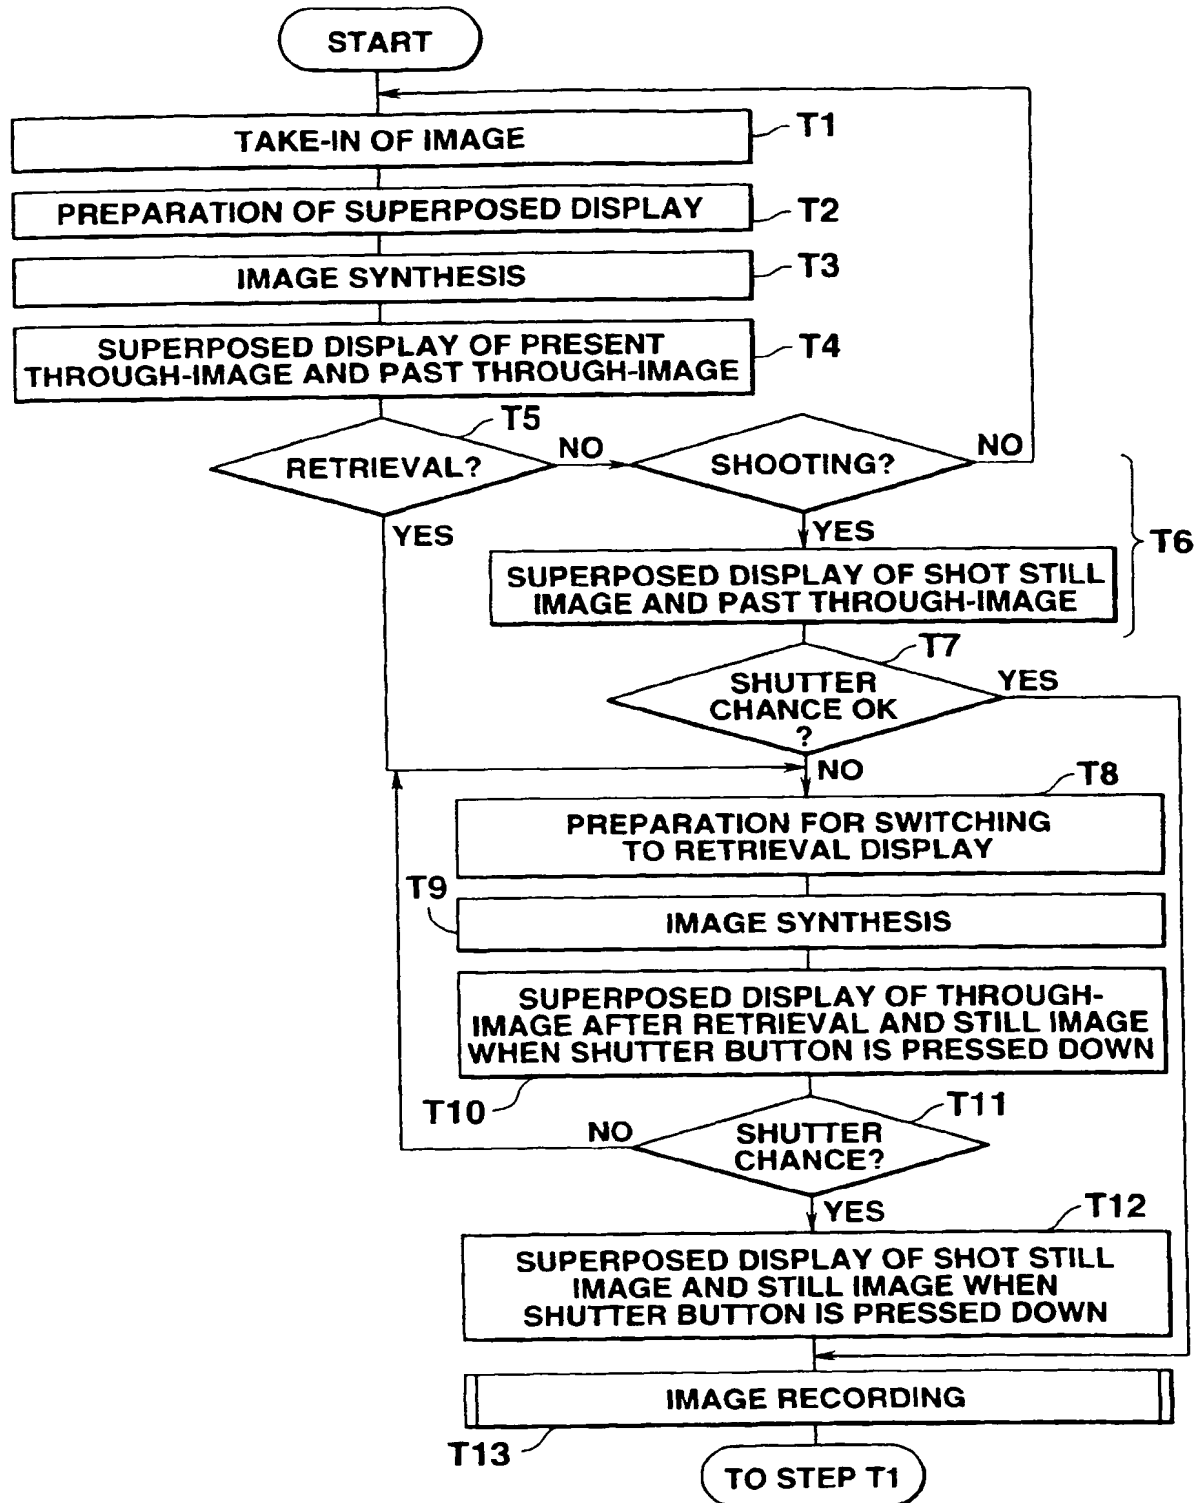 START
TAKE-IN OF IMAGE
T1
PREPARATION OF SUPERPOSED DISPLAY
T2
IMAGE SYNTHESIS
T3
SUPERPOSED DISPLAY OF PRESENT
THROUGH-IMAGE AND PAST THROUGH-IMAGE
T4
T5
RETRIEVAL?
NO
SHOOTING?
NO
YES
YES
T6
SUPERPOSED DISPLAY OF SHOT STILL
IMAGE AND PAST THROUGH-IMAGE
T7
SHUTTER
CHANCE OK
?
YES
NO
T8
PREPARATION FOR SWITCHING
TO RETRIEVAL DISPLAY
T9
IMAGE SYNTHESIS
SUPERPOSED DISPLAY OF THROUGH-
IMAGE AFTER RETRIEVAL AND STILL IMAGE
WHEN SHUTTER BUTTON IS PRESSED DOWN
T10
T11
NO
SHUTTER
CHANCE?
YES
T12
SUPERPOSED DISPLAY OF SHOT STILL
IMAGE AND STILL IMAGE WHEN
SHUTTER BUTTON IS PRESSED DOWN
IMAGE RECORDING
T13
TO STEP T1